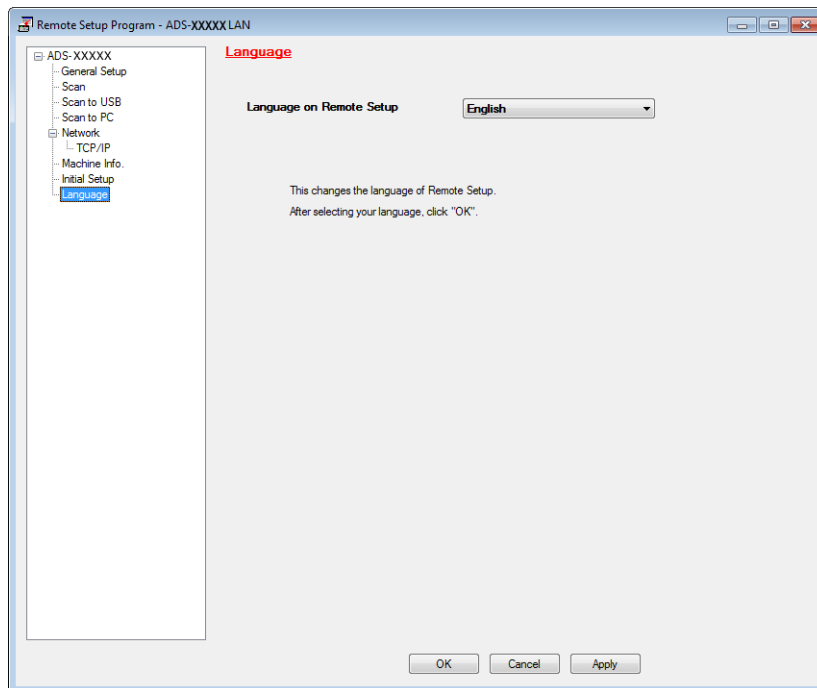 Remote Setup Program - ADS-XXXXX LAN
ADS-XXXXX
General Setup
Scan
Scan to USB
Scan to PC
Network
TCP/IP
Machine Info.
Initial Setup
Language
Language
Language on Remote Setup
English
This changes the language of Remote Setup.
After selecting your language, click "OK".
OK
Cancel
Apply